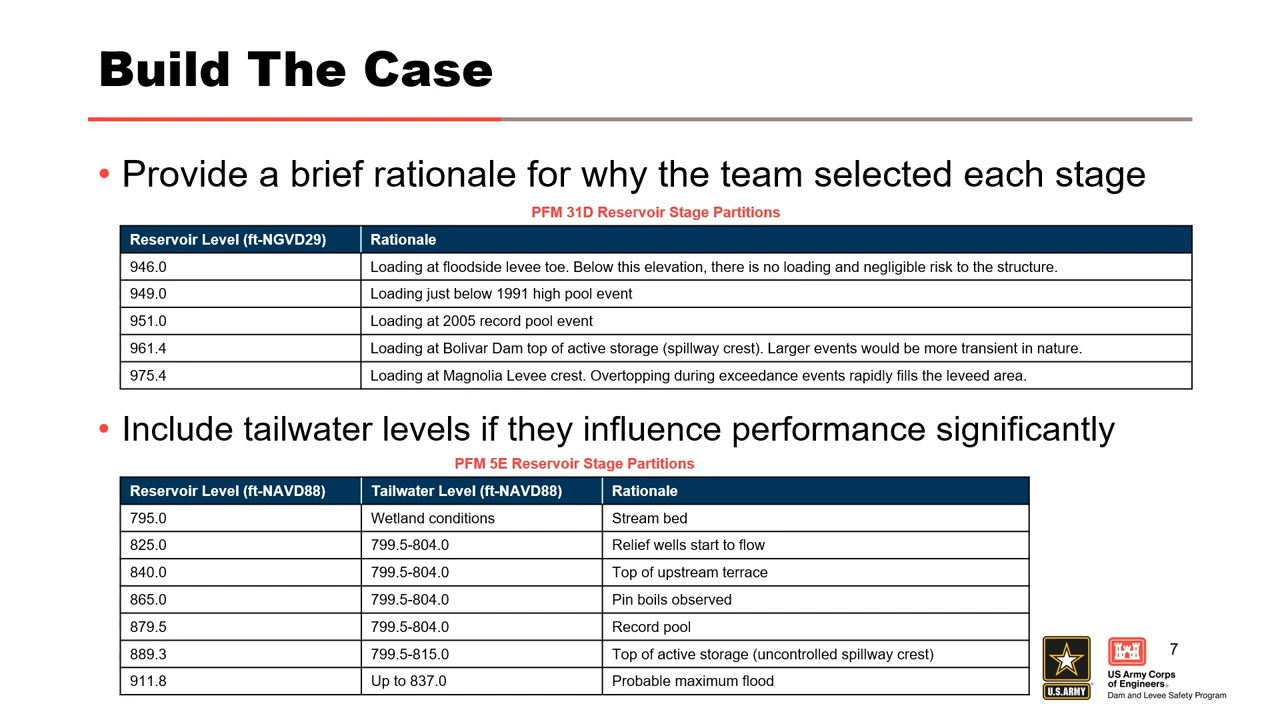 Build The Case
• Provide a brief rationale for why the team selected each stage
PFM 31D Reservoir Stage Partitions
Reservoir Level (ft-NGVD29) Rationale
946.0 Loading at floodside levee toe. Below this elevation, there is no loading and negligible risk to the structure.
949.0 Loading just below 1991 high pool event
951.0 Loading at 2005 record pool event
961.4 Loading at Bolivar Dam top of active storage (spillway crest). Larger events would be more transient in nature.
975.4 Loading at Magnolia Levee crest. Overtopping during exceedance events rapidly fills the leveed area.
• Include tailwater levels if they influence performance significantly
PFM 5E Reservoir Stage Partitions
Reservoir Level (ft-NAVD88) Tailwater Level (ft-NAVD88) Rationale
795.0 Wetland conditions Stream bed
825.0 799.5-804.0 Relief wells start to flow
840.0 799.5-804.0 Top of upstream terrace
865.0 799.5-804.0 Pin boils observed
879.5 799.5-804.0 Record pool
889.3 799.5-815.0 Top of active storage (uncontrolled spillway crest)
911.8 Up to 837.0 Probable maximum flood
7
U.S. ARMY
US Army Corps
of Engineers®
Dam and Levee Safety Program